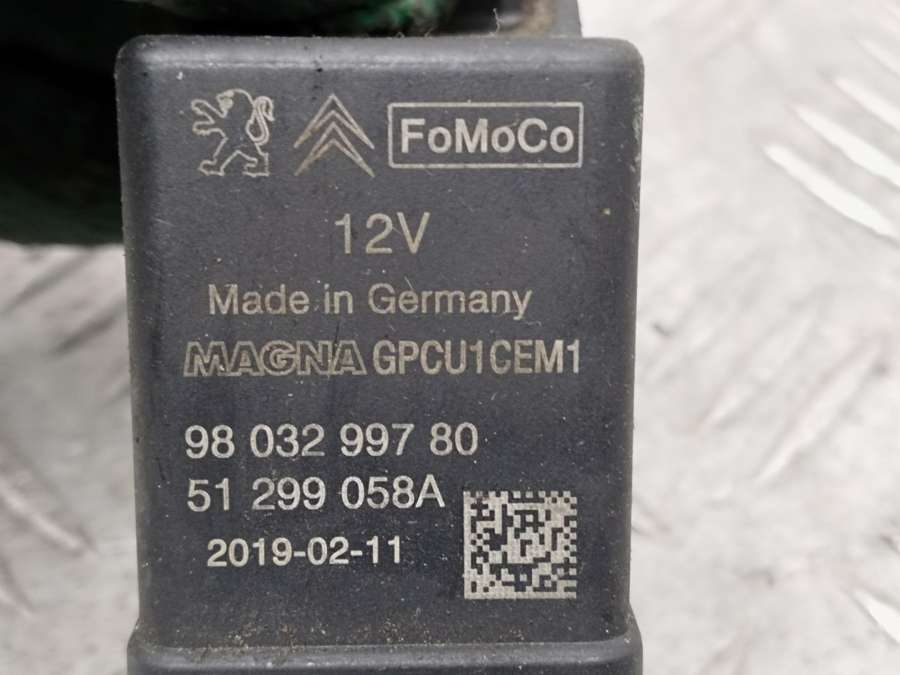 FoMoCo
12V
Made in Germany
MAGNA GPCU1CEM1
98 032 997 80
51 299 058A
2019-02-11